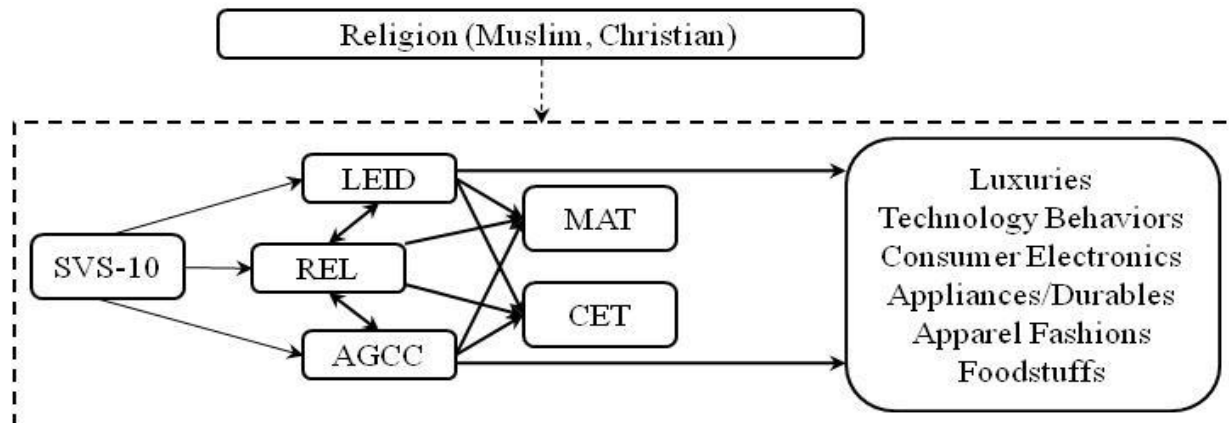 Religion (Muslim, Christian)
LEID
MAT
SVS-10
REL
CET
AGCC
Luxuries
Technology Behaviors
Consumer Electronics
Appliances/Durables
Apparel Fashions
Foodstuffs